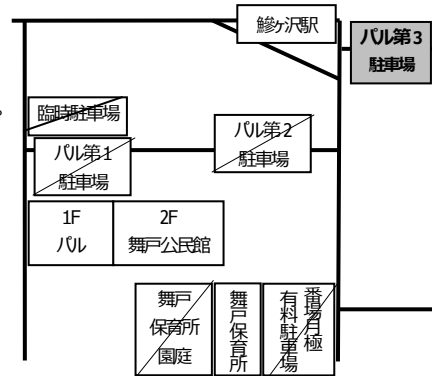 鰺ヶ沢駅
パル第3
駐車場
。
臨時駐車場
パル第1
駐車場
パル第2
駐車場
1F
パル
2F
舞戸公民館
舞戸
保育所
園庭
舞戸保育所
番場月極
有料駐車場